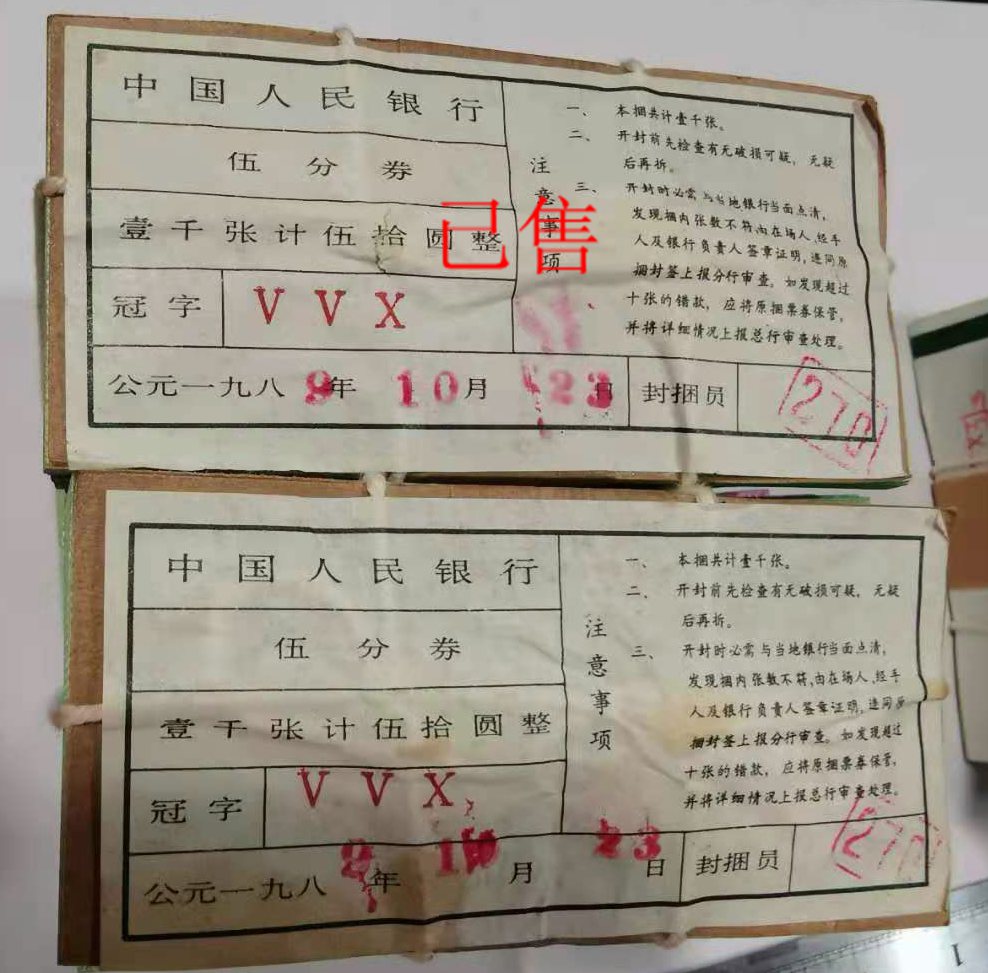 中国人民银行
伍分券
壹千张计伍拾圆整
冠字 VVX
公元一九八9年10月23日 封捆员 270
注意事项
一、本捆共计壹千张。
二、开封前先检查有无破损可疑，无疑
后再拆。
三、开封时必需与当地银行当面点清，
发现捆内张数不符，由在场人、经手
人及银行负责人签章证明，连同原
捆封签上报分行审查。如发现超过
十张的错款，应将原捆票券保管，
并将详细情况上报总行审查处理。
已售
中国人民银行
伍分券
壹千张计伍拾圆整
冠字 VVX
公元一九八9年10月23日 封捆员 270
注意事项
一、本捆共计壹千张。
二、开封前先检查有无破损可疑，无疑
后再拆。
三、开封时必需与当地银行当面点清，
发现捆内张数不符，由在场人、经手
人及银行负责人签章证明，连同原
捆封签上报分行审查。如发现超过
十张的错款，应将原捆票券保管，
并将详细情况上报总行审查处理。